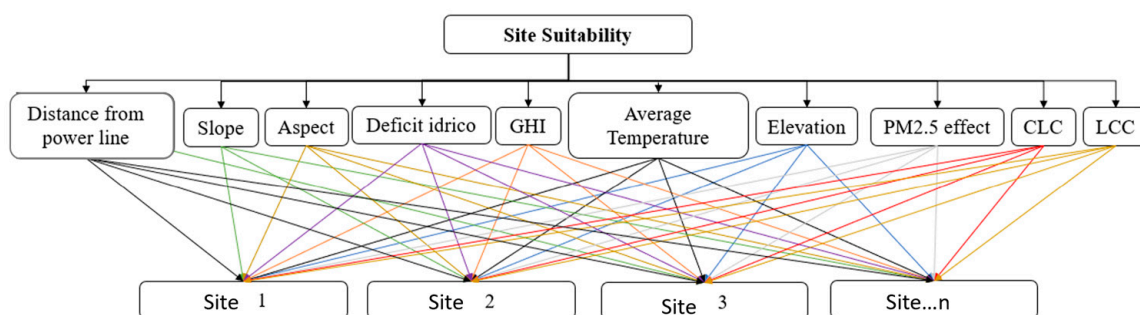 Site Suitability
Distance from
power line
Slope
Aspect
Deficit idrico
GHI
Average
Temperature
Elevation
PM2.5 effect
CLC
LCC
Site 1
Site 2
Site 3
Site...n